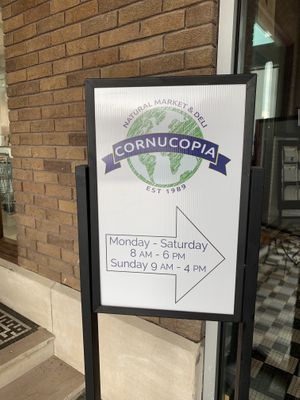 NATURAL MARKET & DELI
CORNUCOPIA
EST 1989
Monday - Saturday
8 AM - 6 PM
Sunday 9 AM - 4 PM